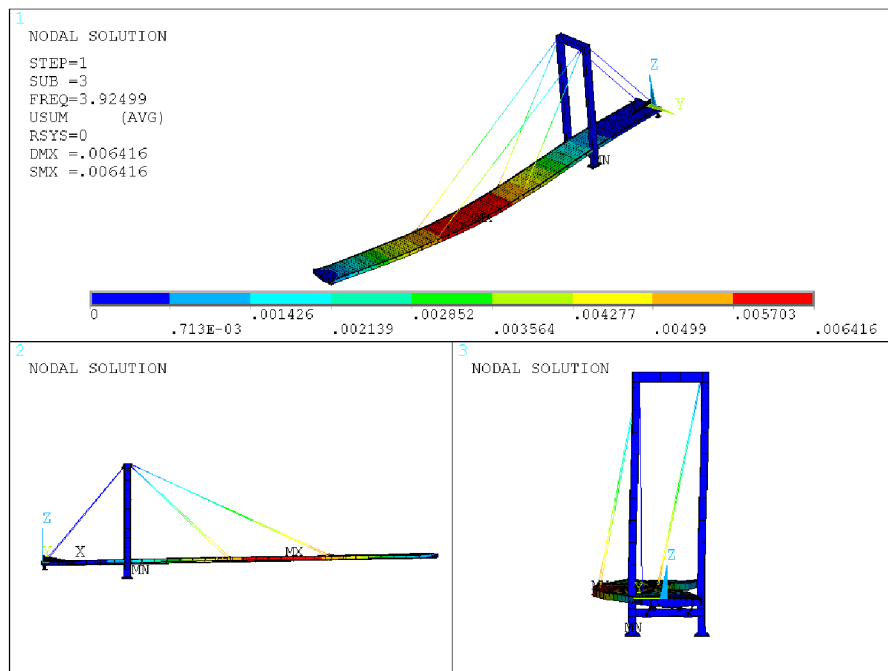 1
NODAL SOLUTION
STEP=1
SUB =3
FREQ=3.92499
USUM (AVG)
RSYS=0
DMX =.006416
SMX =.006416
Z
Y
MN
MX
0 .001426 .002852 .004277 .005703
.713E-03 .002139 .003564 .00499 .006416
2
NODAL SOLUTION
Z
Y X MX
MN
3
NODAL SOLUTION
Z
MX Y
MN